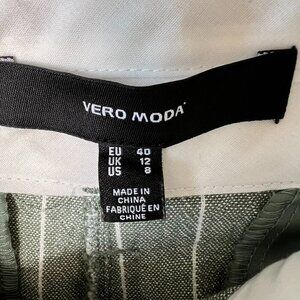 VERO MODA
EU 40
UK 12
US 8
MADE IN
CHINA
FABRIQUÉ EN
CHINE